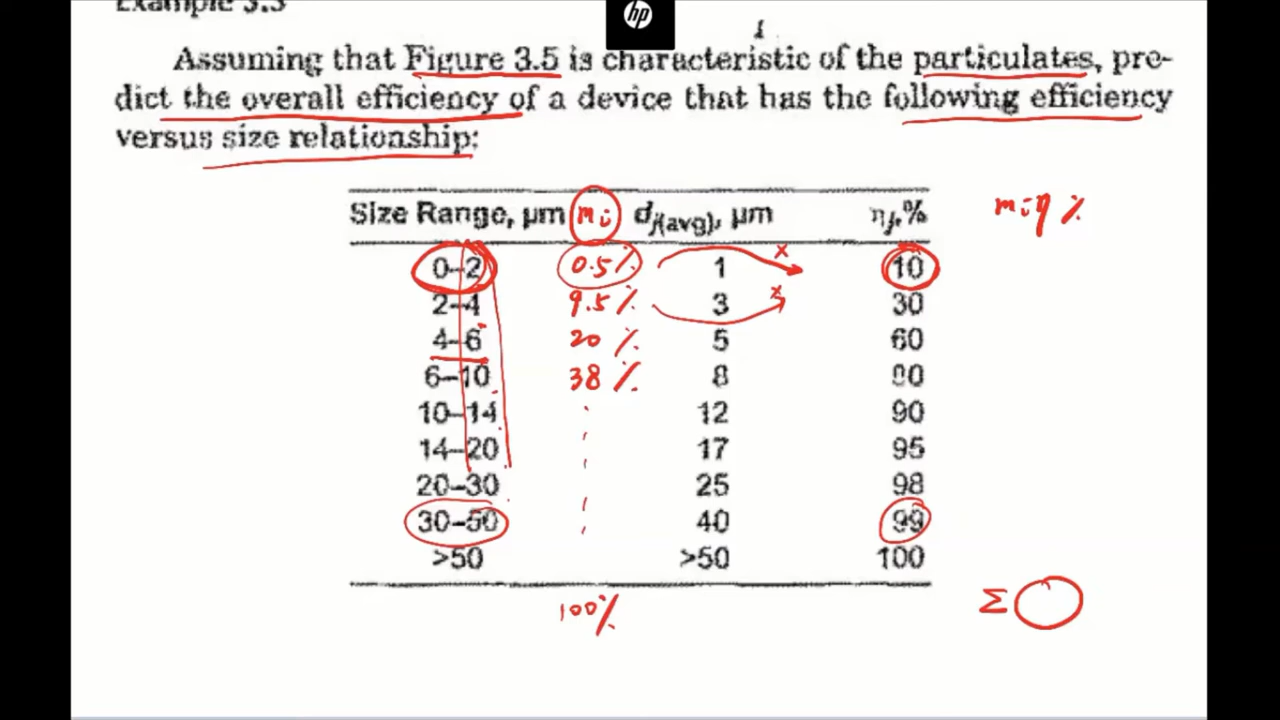 Example 3.3
hp
Assuming that Figure 3.5 is characteristic of the particulates, pre-
dict the overall efficiency of a device that has the following efficiency
versus size relationship:
Size Range, μm mi dj(avg), μm ηj,% mi η %
0–2 0.5% 1 x 10
2–4 9.5% 3 x 30
4–6 20% 5 60
6–10 38% 8 80
10–14 12 90
14–20 17 95
20–30 25 98
30–50 40 99
>50 >50 100
Σ
100%